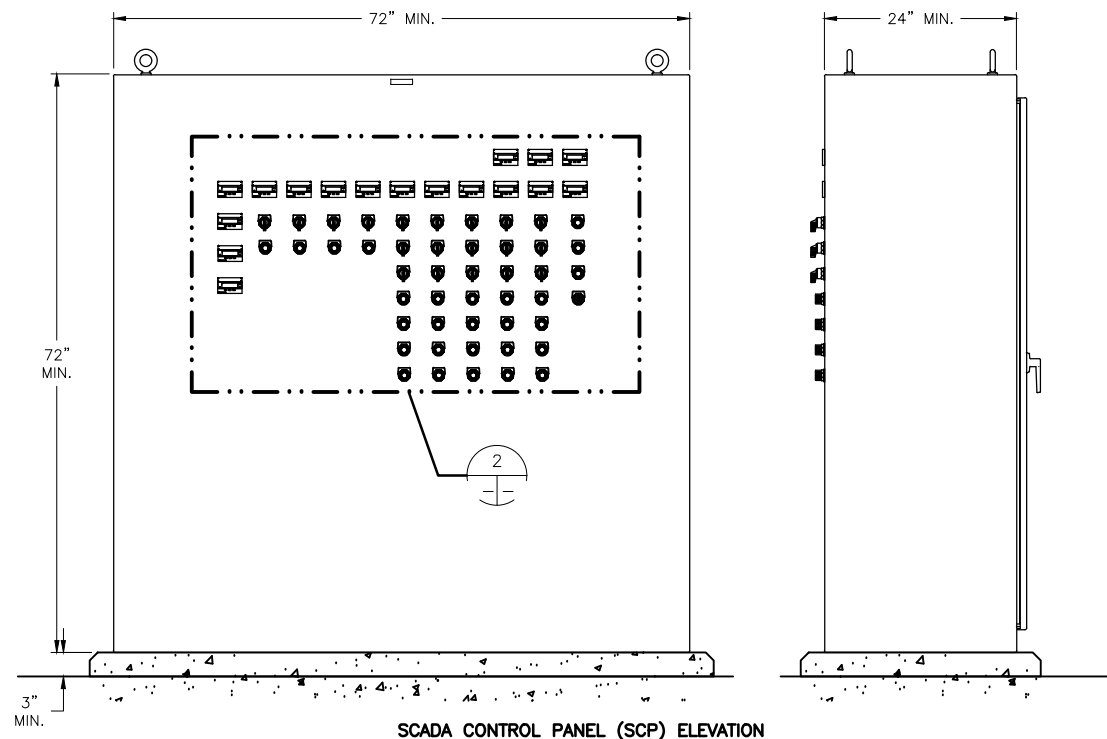 72" MIN.
24" MIN.
72"
MIN.
2
3"
MIN.
SCADA CONTROL PANEL (SCP) ELEVATION